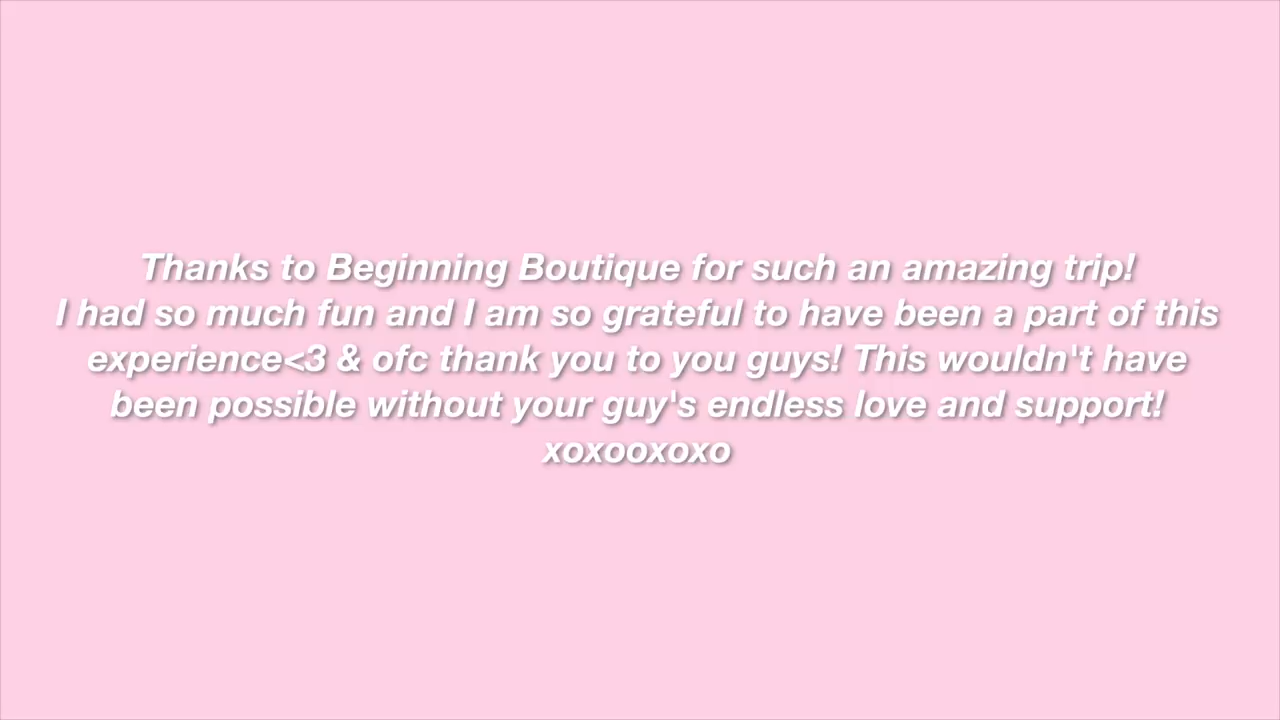 Thanks to Beginning Boutique for such an amazing trip!
I had so much fun and I am so grateful to have been a part of this
experience<3 & ofc thank you to you guys! This wouldn't have
been possible without your guy's endless love and support!
xoxooxoxo